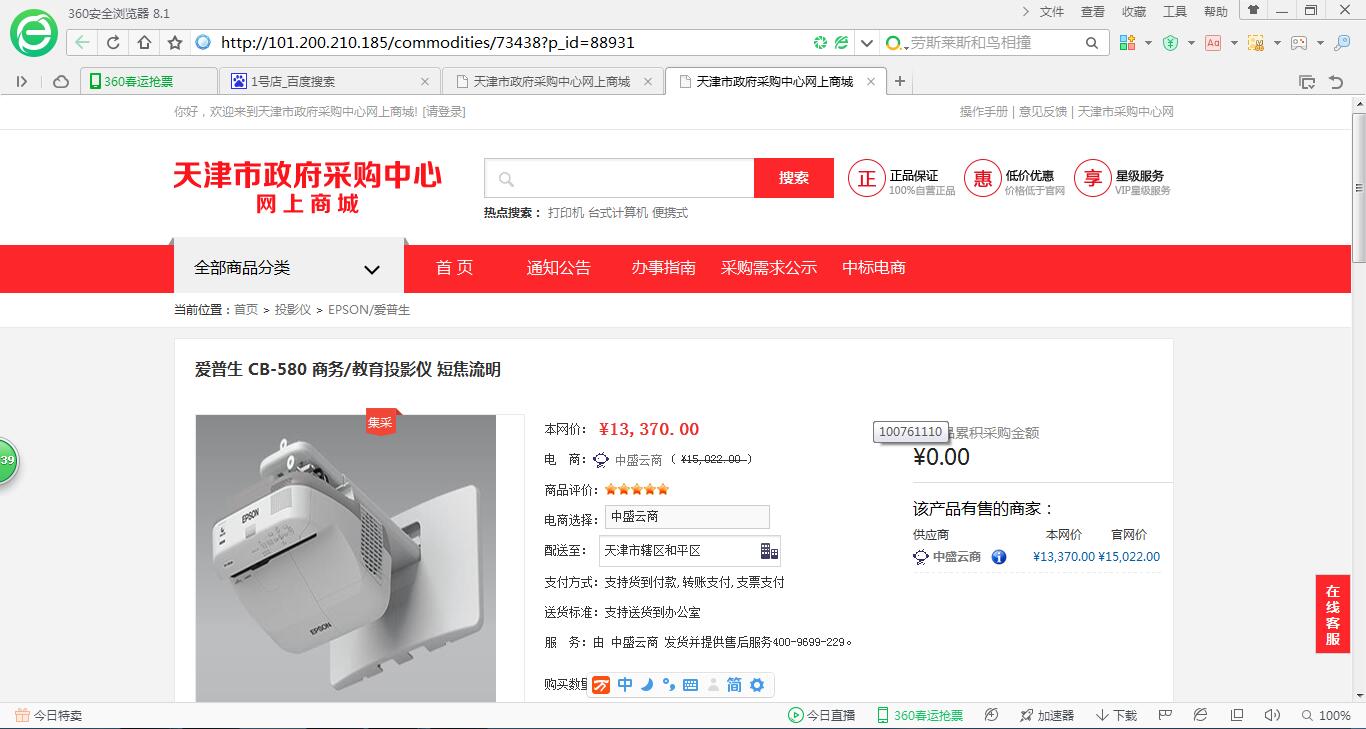 360安全浏览器 8.1
文件 查看 收藏 工具 帮助
http://101.200.210.185/commodities/73438?p_id=88931
劳斯莱斯和鸟相撞
360春运抢票 1号店_百度搜索 天津市政府采购中心网上商城 天津市政府采购中心网上商城
你好，欢迎来到天津市政府采购中心网上商城! [请登录]
操作手册 | 意见反馈 | 天津市采购中心网
天津市政府采购中心
网上商城
搜索
热点搜索： 打印机 台式计算机 便携式
正 正品保证
100%自营正品
惠 低价优惠
价格低于官网
享 星级服务
VIP星级服务
全部商品分类
首 页 通知公告 办事指南 采购需求公示 中标电商
当前位置：首页 > 投影仪 > EPSON/爱普生
爱普生 CB-580 商务/教育投影仪 短焦流明
集采
EPSON
EPSON
本网价： ¥13, 370. 00
电 商： 中盛云商 ( ¥15,022.00 )
商品评价：
电商选择： 中盛云商
配送至： 天津市辖区和平区
支付方式：支持货到付款, 转账支付, 支票支付
送货标准：支持送货到办公室
服 务：由 中盛云商 发货并提供售后服务400-9699-229。
购买数量
万 中 简
100761110
品累积采购金额
¥0.00
该产品有售的商家：
供应商 本网价 官网价
中盛云商 ¥13,370.00 ¥15,022.00
在线客服
39
今日特卖
今日直播 360春运抢票 加速器 下载 100%